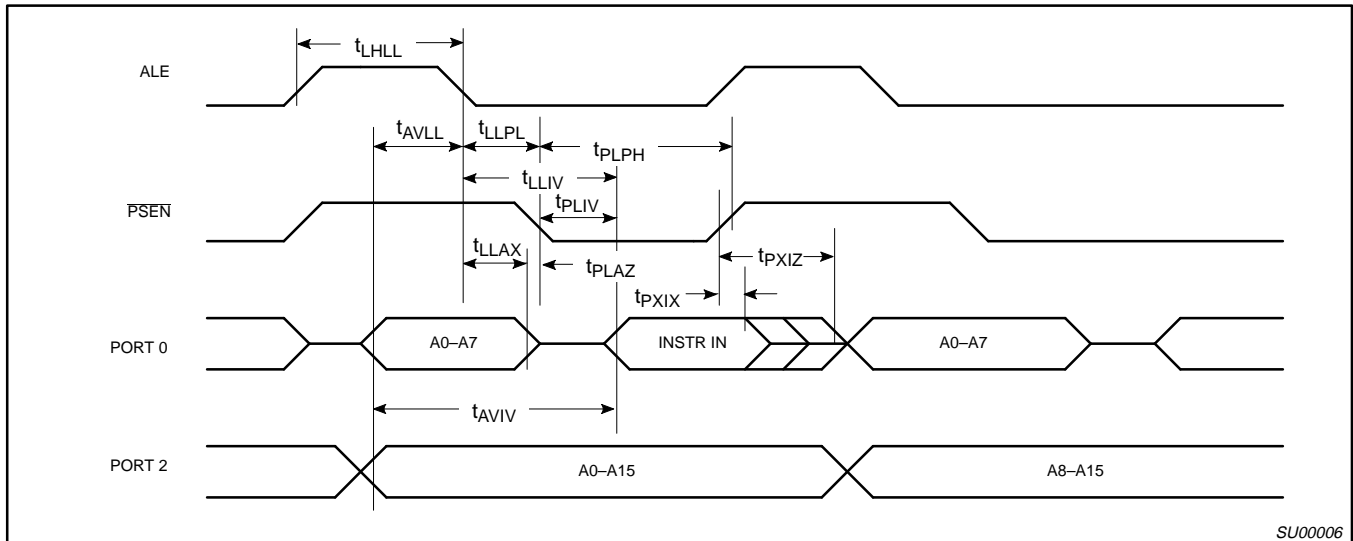 tLHLL
ALE
tAVLL
tLLPL
tPLPH
tLLIV
PSEN
tPLIV
tLLAX
tPLAZ
tPXIZ
tPXIX
PORT 0
A0–A7
INSTR IN
A0–A7
tAVIV
PORT 2
A0–A15
A8–A15
SU00006